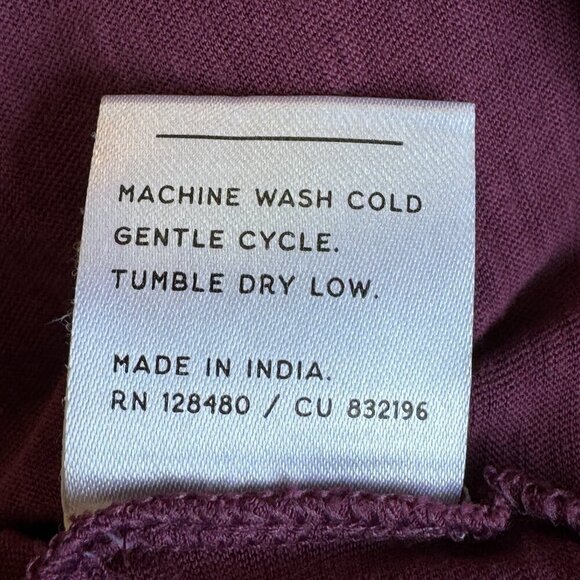 MACHINE WASH COLD
GENTLE CYCLE.
TUMBLE DRY LOW.
MADE IN INDIA.
RN 128480 / CU 832196